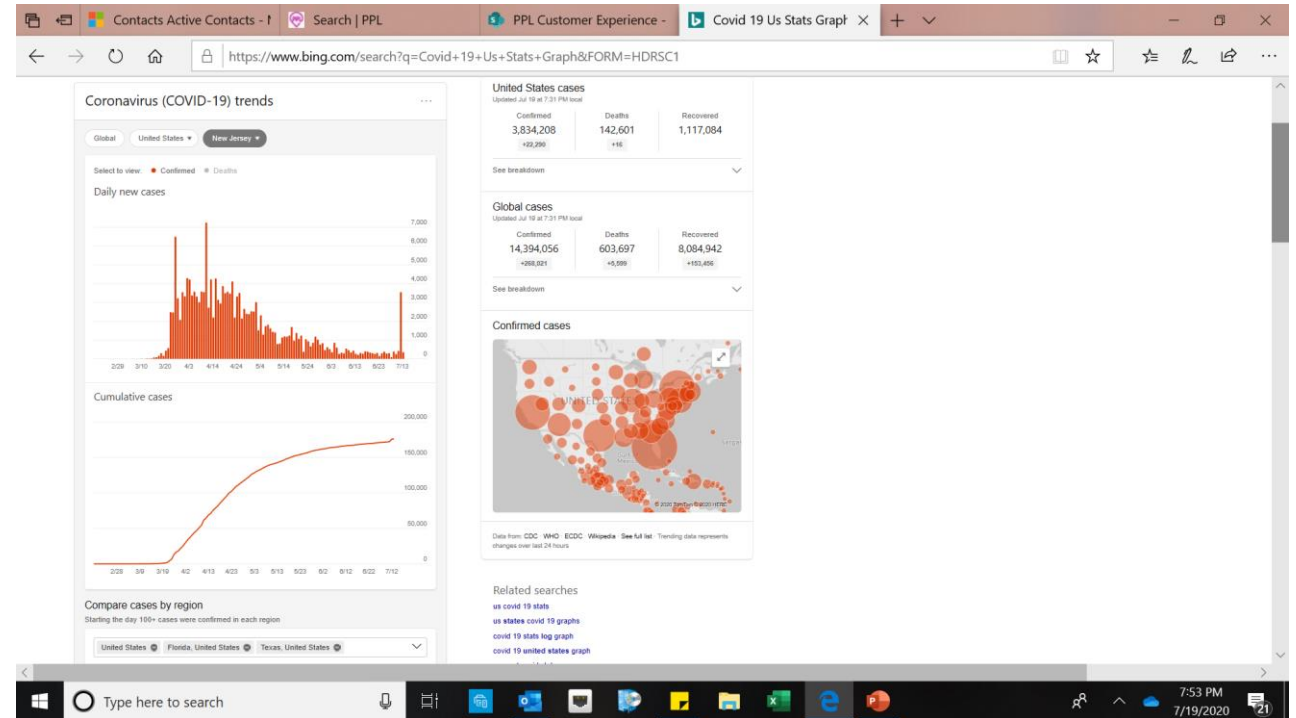 Contacts Active Contacts - M
Search | PPL
PPL Customer Experience -
Covid 19 Us Stats Graph
https://www.bing.com/search?q=Covid+19+Us+Stats+Graph&FORM=HDRSC1
Coronavirus (COVID-19) trends
Global United States New Jersey
Select to view: Confirmed Deaths
Daily new cases
7,000
6,000
5,000
4,000
3,000
2,000
1,000
0
2/28 3/10 3/20 4/3 4/14 4/24 5/4 5/14 5/24 6/3 6/13 6/23 7/13
Cumulative cases
200,000
150,000
100,000
50,000
0
2/28 3/9 3/19 4/2 4/13 4/23 5/3 5/13 5/23 6/2 6/12 6/22 7/12
Compare cases by region
Starting the day 100+ cases were confirmed in each region
United States Florida, United States Texas, United States
United States cases
Updated Jul 19 at 7:31 PM local
Confirmed Deaths Recovered
3,834,208 142,601 1,117,084
+22,290 +16
See breakdown
Global cases
Updated Jul 19 at 7:31 PM local
Confirmed Deaths Recovered
14,394,056 603,697 8,084,942
+268,021 +5,599 +153,456
See breakdown
Confirmed cases
UNITED STATES
Mexico
Data from: CDC · WHO · ECDC · Wikipedia · See full list · Trending data represents
changes over last 24 hours
Related searches
us covid 19 stats
us states covid 19 graphs
covid 19 stats log graph
covid 19 united states graph
Type here to search
7:53 PM
7/19/2020
21